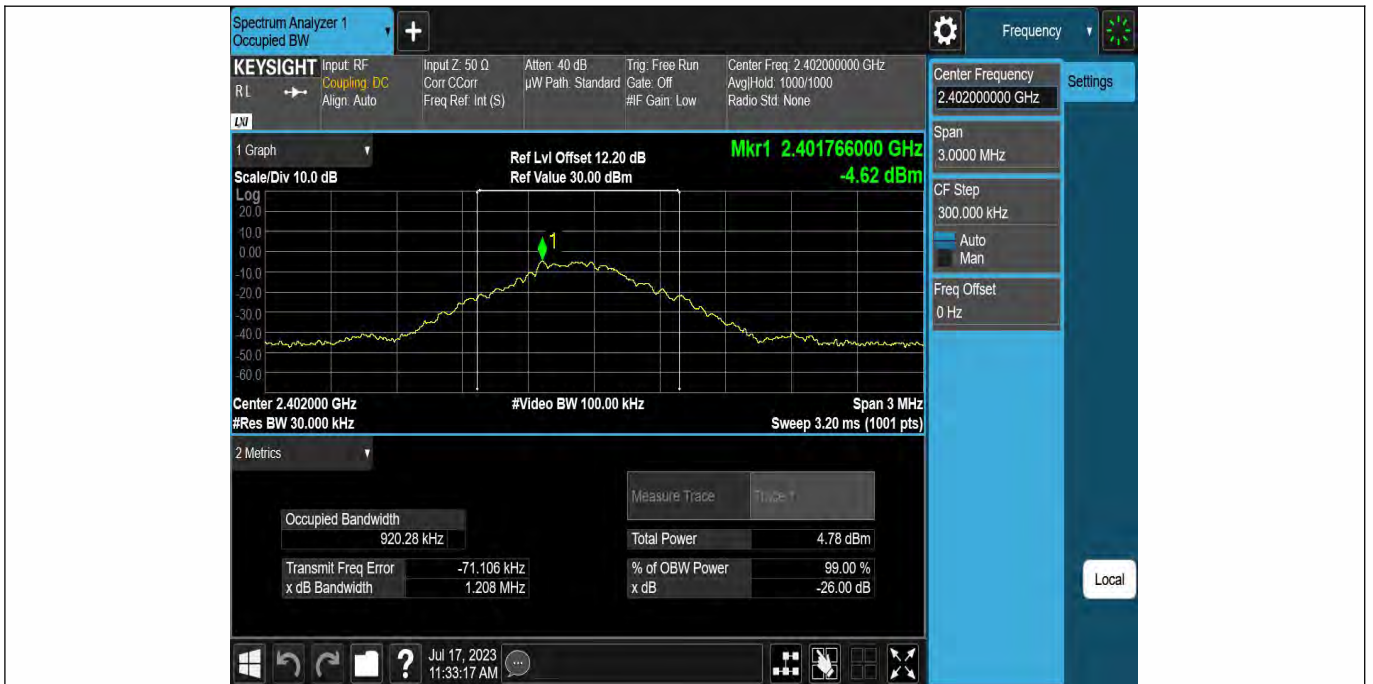 Spectrum Analyzer 1
Occupied BW
+
Frequency
KEYSIGHT
R L
LXI
Input: RF
Coupling: DC
Align: Auto
Input Z: 50 Ω
Corr CCorr
Freq Ref: Int (S)
Atten: 40 dB
µW Path: Standard
Trig: Free Run
Gate: Off
#IF Gain: Low
Center Freq: 2.402000000 GHz
Avg|Hold: 1000/1000
Radio Std: None
Center Frequency
2.402000000 GHz
Settings
Span
3.0000 MHz
CF Step
300.000 kHz
Auto
Man
Freq Offset
0 Hz
Local
1 Graph
Scale/Div 10.0 dB
Ref Lvl Offset 12.20 dB
Ref Value 30.00 dBm
Mkr1 2.401766000 GHz
-4.62 dBm
Log
20.0
10.0
0.00
-10.0
-20.0
-30.0
-40.0
-50.0
-60.0
1
Center 2.402000 GHz
#Video BW 100.00 kHz
Span 3 MHz
#Res BW 30.000 kHz
Sweep 3.20 ms (1001 pts)
2 Metrics
Measure Trace
Trace 1
Occupied Bandwidth
920.28 kHz
Total Power 4.78 dBm
Transmit Freq Error -71.106 kHz
% of OBW Power 99.00 %
x dB Bandwidth 1.208 MHz
x dB -26.00 dB
?
Jul 17, 2023
11:33:17 AM